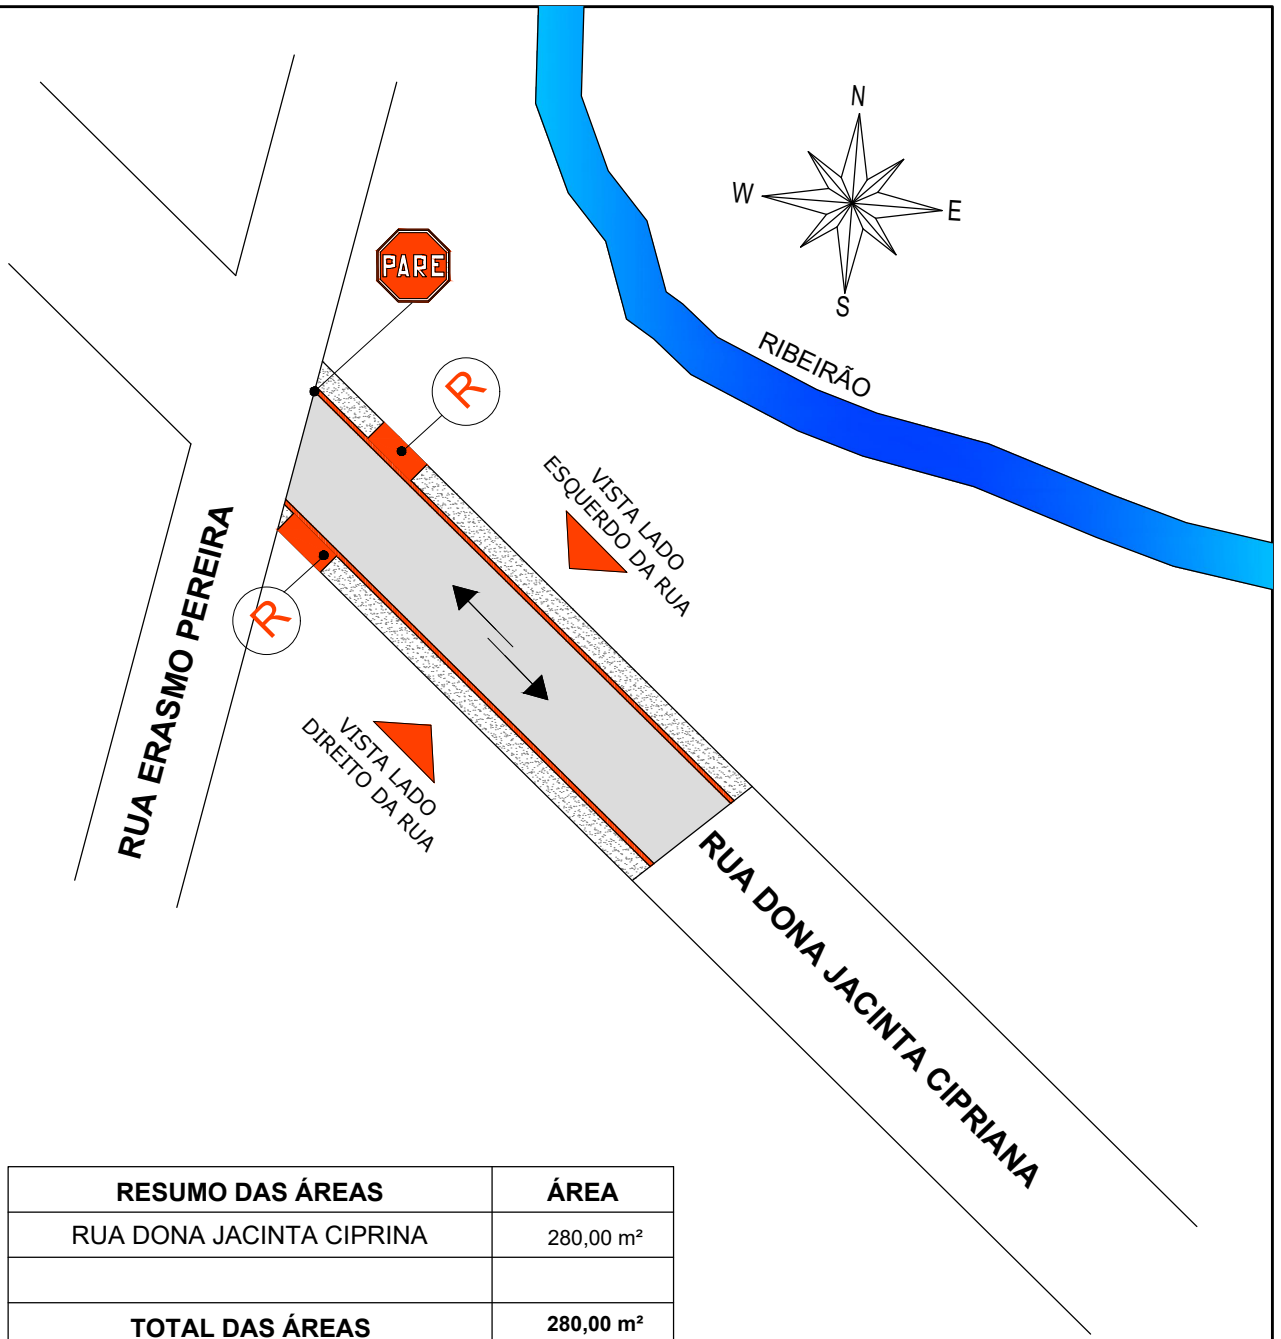 N
W
E
S
PARE
RIBEIRÃO
R
VISTA LADO
ESQUERDO DA RUA
R
RUA ERASMO PEREIRA
VISTA LADO
DIREITO DA RUA
RUA DONA JACINTA CIPRIANA
RESUMO DAS ÁREAS ÁREA
RUA DONA JACINTA CIPRINA 280,00 m²
TOTAL DAS ÁREAS 280,00 m²